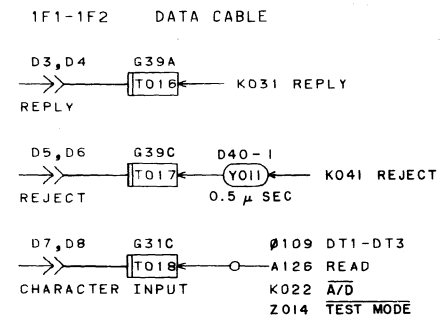 1F1-1F2 DATA CABLE
D3,D4 G39A
T016 K031 REPLY
REPLY
D5,D6 G39C D40-1
T017 Y011 K041 REJECT
REJECT 0.5 μ SEC
D7,D8 G31C Ø109 DT1-DT3
T018 A126 READ
CHARACTER INPUT K022 A/D
Z014 TEST MODE